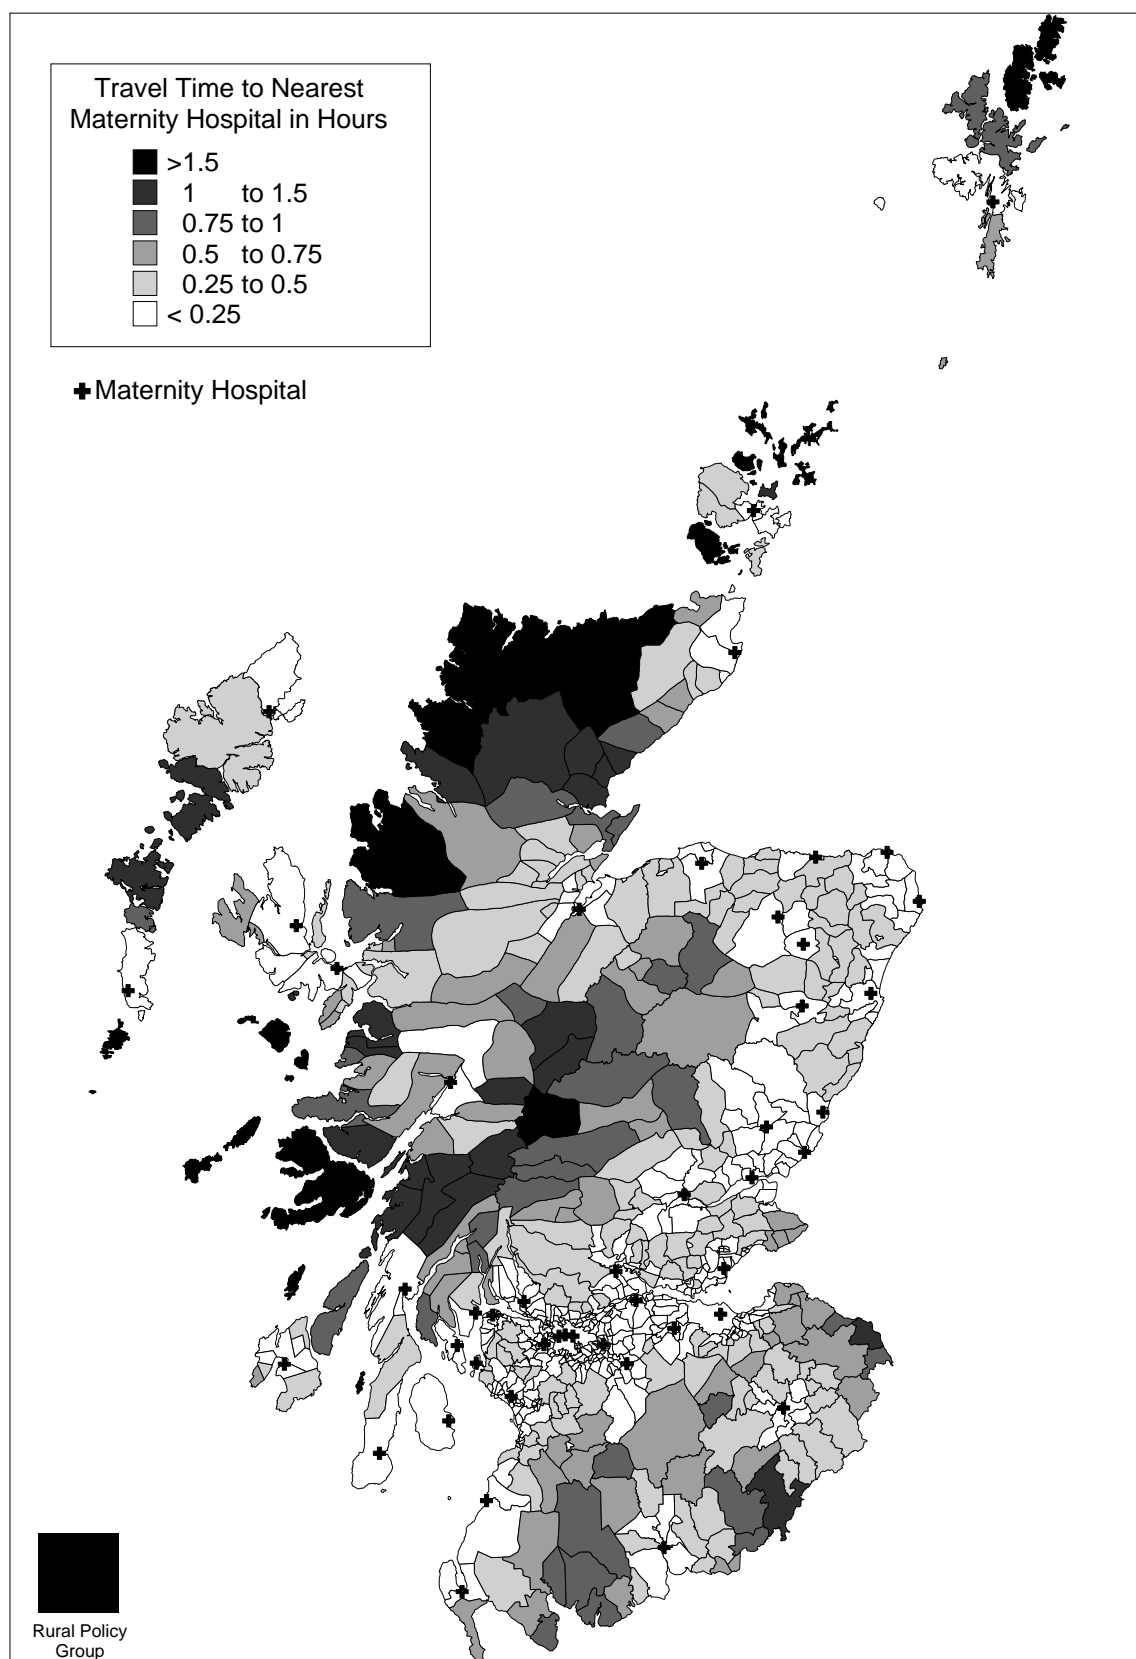 Travel Time to Nearest
Maternity Hospital in Hours
>1.5
1 to 1.5
0.75 to 1
0.5 to 0.75
0.25 to 0.5
< 0.25
Maternity Hospital
Rural Policy
Group